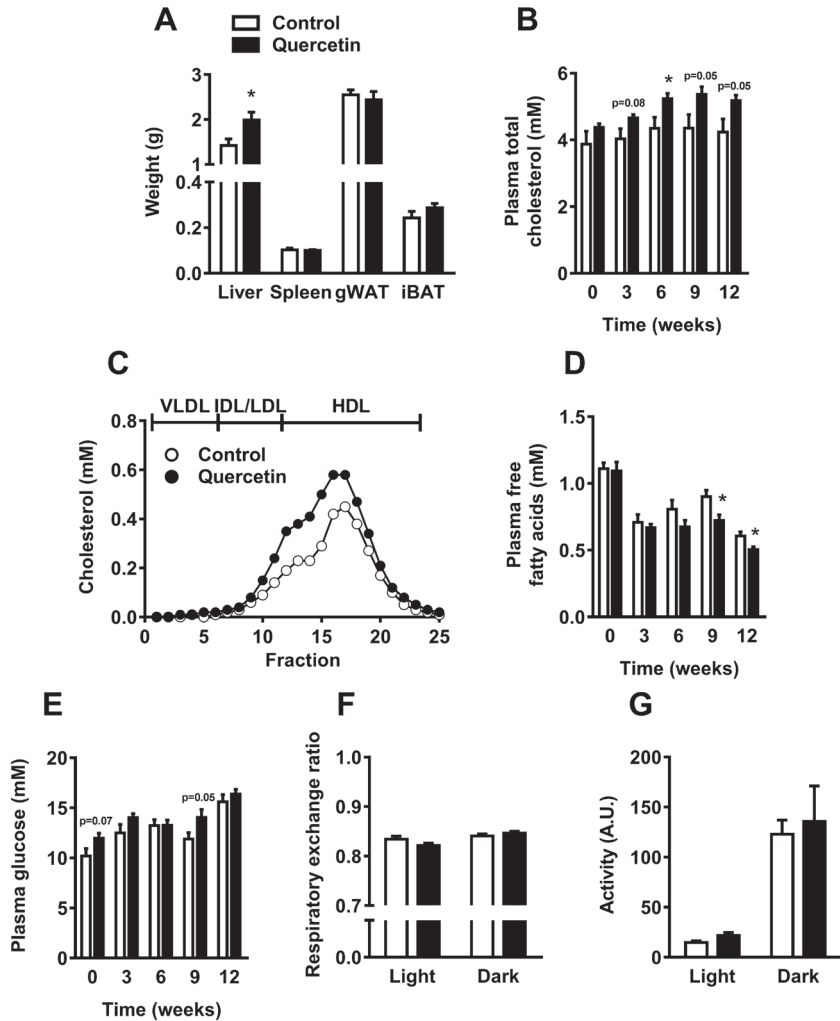 A
Control
Quercetin
Weight (g)
3
2
1
0.4
0.2
0.0
*
Liver Spleen gWAT iBAT
B
Plasma total
cholesterol (mM)
6
4
2
0
p=0.08
*
p=0.05
p=0.05
0 3 6 9 12
Time (weeks)
C
VLDL IDL/LDL HDL
Control
Quercetin
Cholesterol (mM)
0.8
0.6
0.4
0.2
0.0
0 5 10 15 20 25
Fraction
D
Plasma free
fatty acids (mM)
1.5
1.0
0.5
0.0
*
*
0 3 6 9 12
Time (weeks)
E
Plasma glucose (mM)
20
15
10
5
0
p=0.07
p=0.05
0 3 6 9 12
Time (weeks)
F
Respiratory exchange ratio
1.0
0.9
0.8
0.7
0.0
Light Dark
G
Activity (A.U.)
200
150
100
50
0
Light Dark